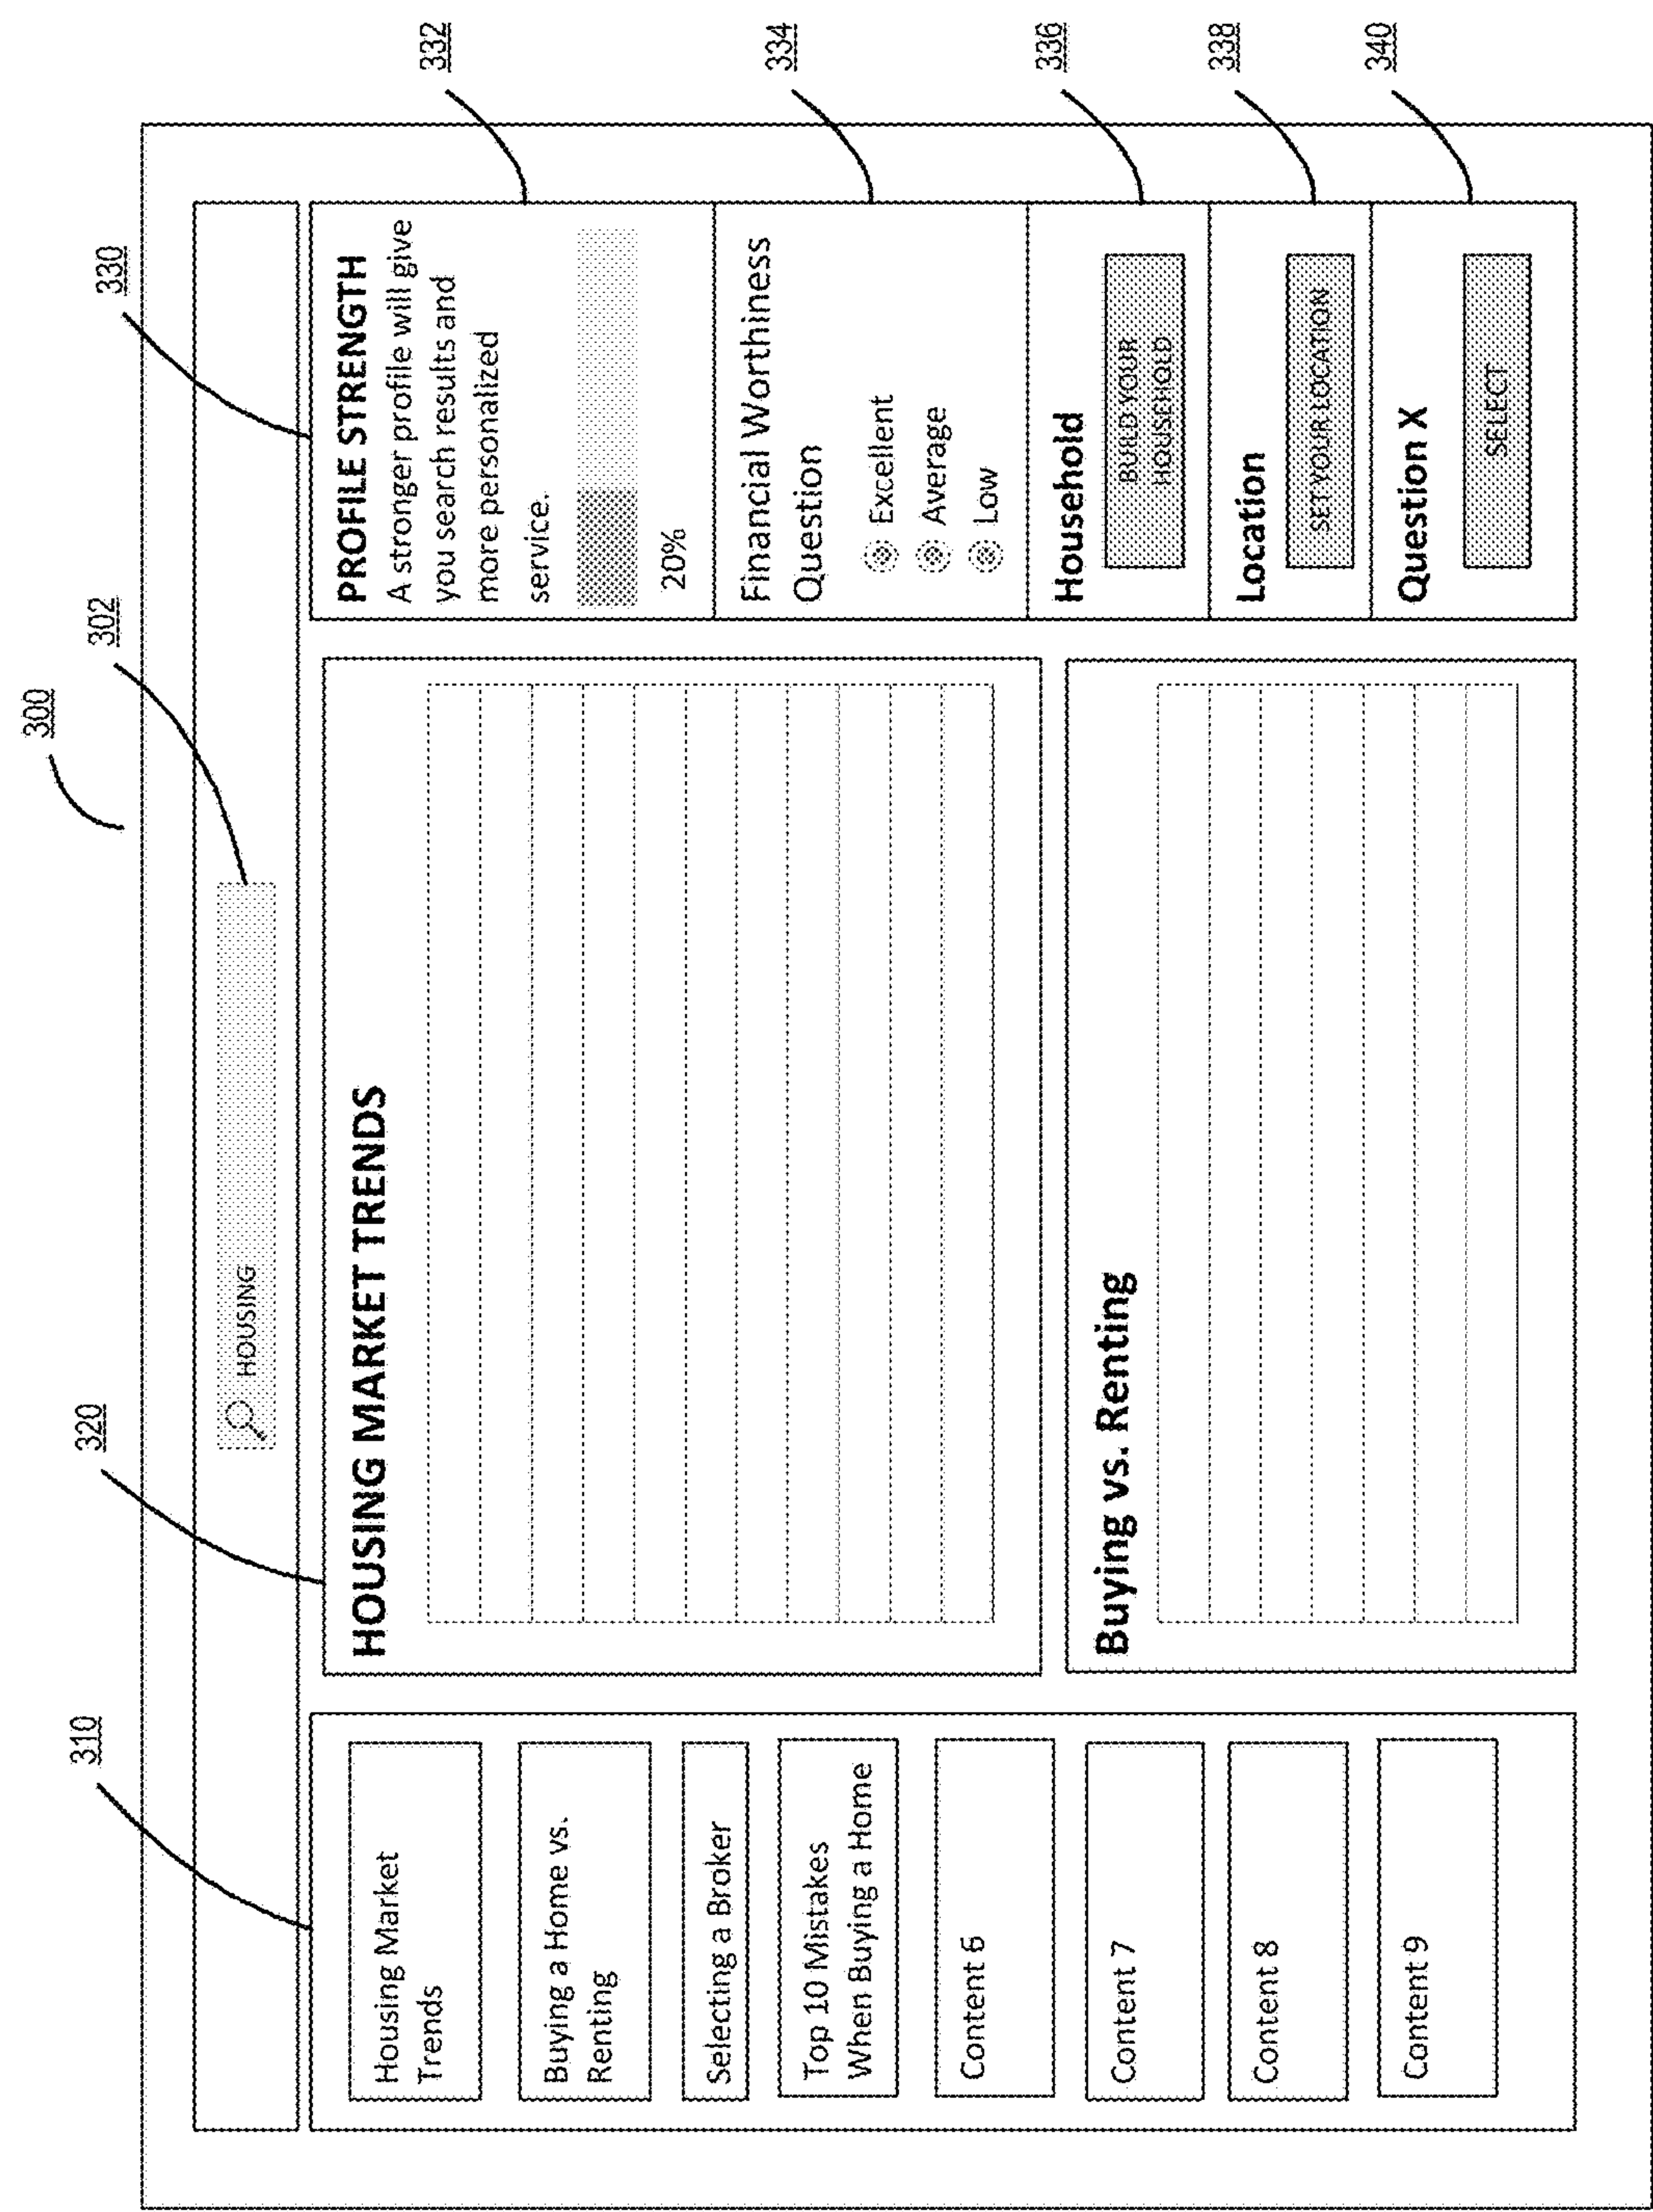 300
302
HOUSING
310
Housing Market
Trends
Buying a Home vs.
Renting
Selecting a Broker
Top 10 Mistakes
When Buying a Home
Content 6
Content 7
Content 8
Content 9
320
HOUSING MARKET TRENDS
Buying vs. Renting
330
PROFILE STRENGTH
A stronger profile will give
you search results and
more personalized
service.
20%
332
Financial Worthiness
Question
Excellent
Average
Low
334
Household
BUILD YOUR
HOUSEHOLD
336
Location
SET YOUR LOCATION
338
Question X
SELECT
340